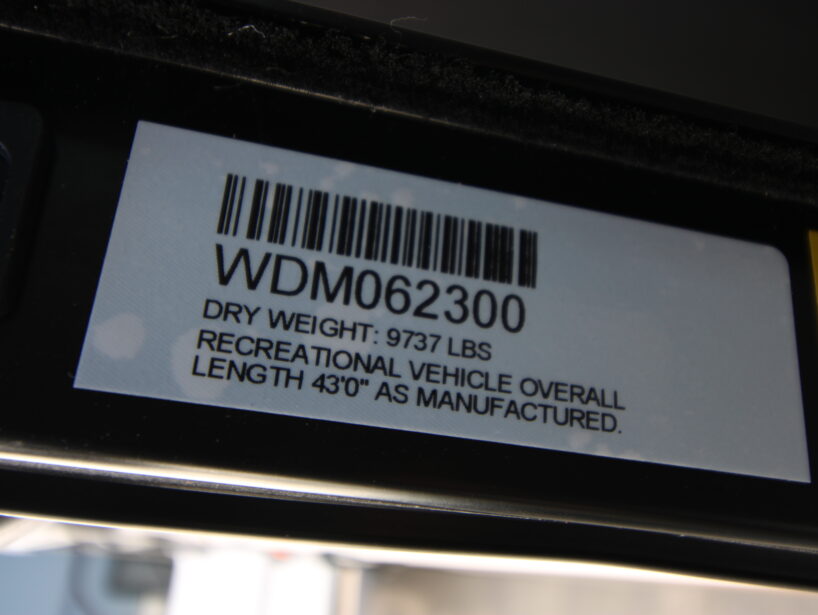 WDM062300
DRY WEIGHT: 9737 LBS
RECREATIONAL VEHICLE OVERALL
LENGTH 43'0" AS MANUFACTURED.